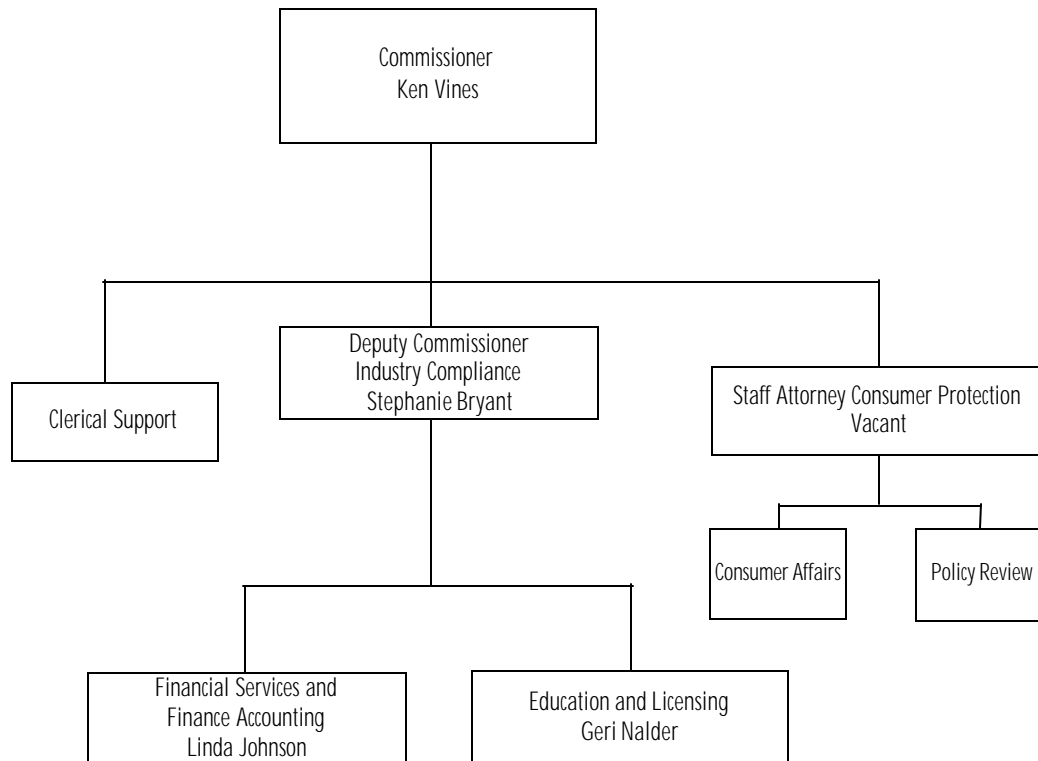 Commissioner
Ken Vines
Deputy Commissioner
Industry Compliance
Stephanie Bryant
Clerical Support
Staff Attorney Consumer Protection
Vacant
Consumer Affairs
Policy Review
Financial Services and
Finance Accounting
Linda Johnson
Education and Licensing
Geri Nalder